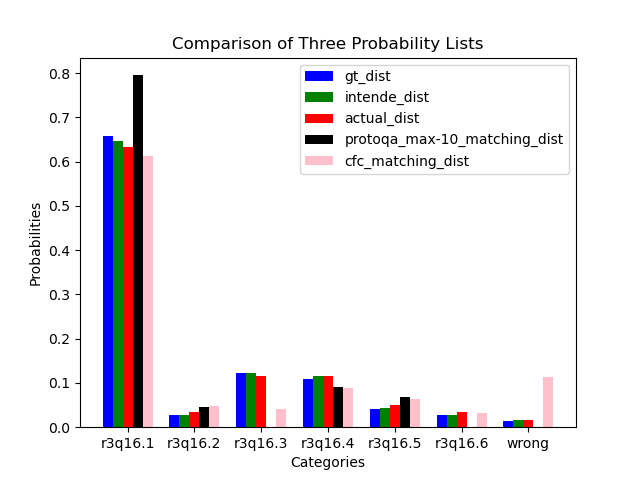 Comparison of Three Probability Lists
gt_dist
intende_dist
actual_dist
protoqa_max-10_matching_dist
cfc_matching_dist
Probabilities
0.8
0.7
0.6
0.5
0.4
0.3
0.2
0.1
0.0
r3q16.1 r3q16.2 r3q16.3 r3q16.4 r3q16.5 r3q16.6 wrong
Categories